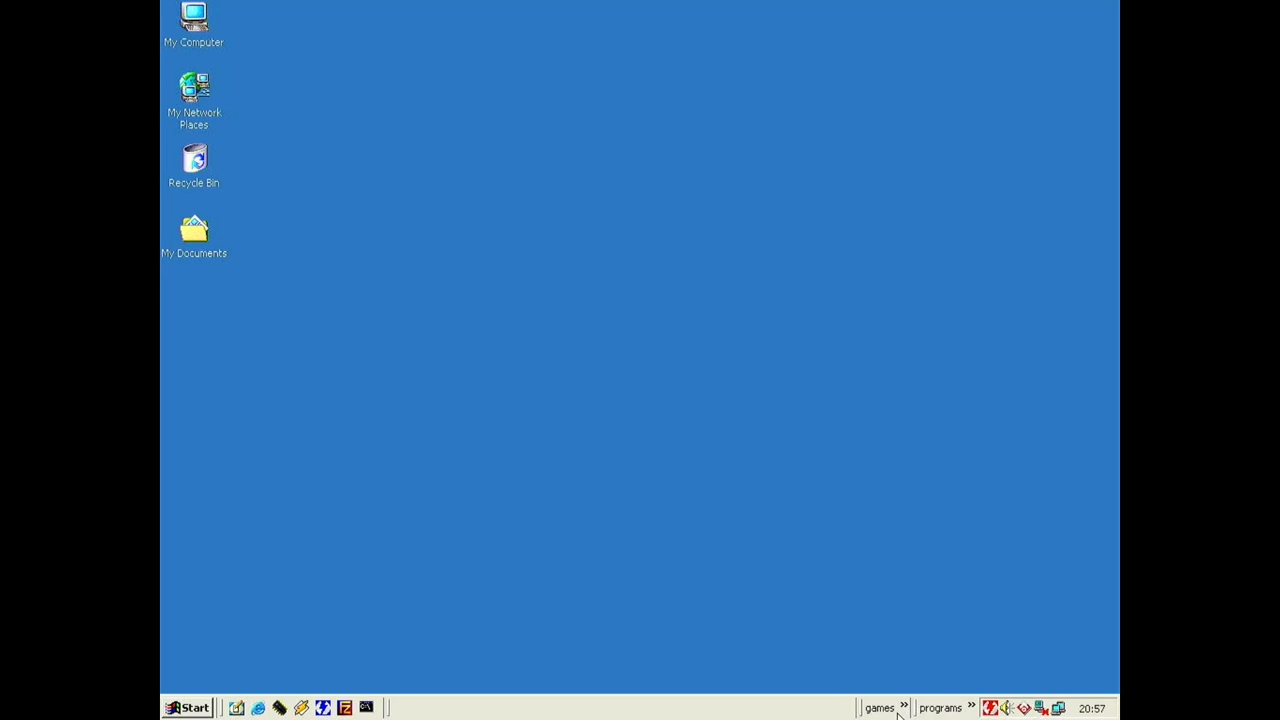 My Computer
My Network
Places
Recycle Bin
My Documents
Start
games
programs
20:57